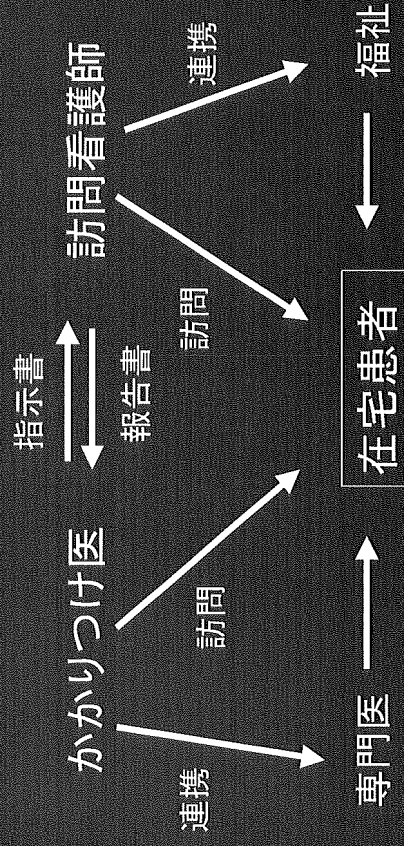 指示書
かかりつけ医
訪問看護師
報告書
連携
訪問
訪問
連携
専門医
在宅患者
福祉